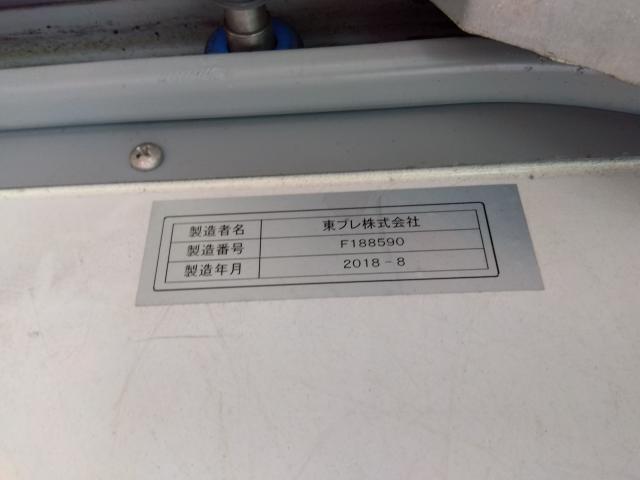 製造者名 東プレ株式会社
製造番号 F188590
製造年月 2018-8